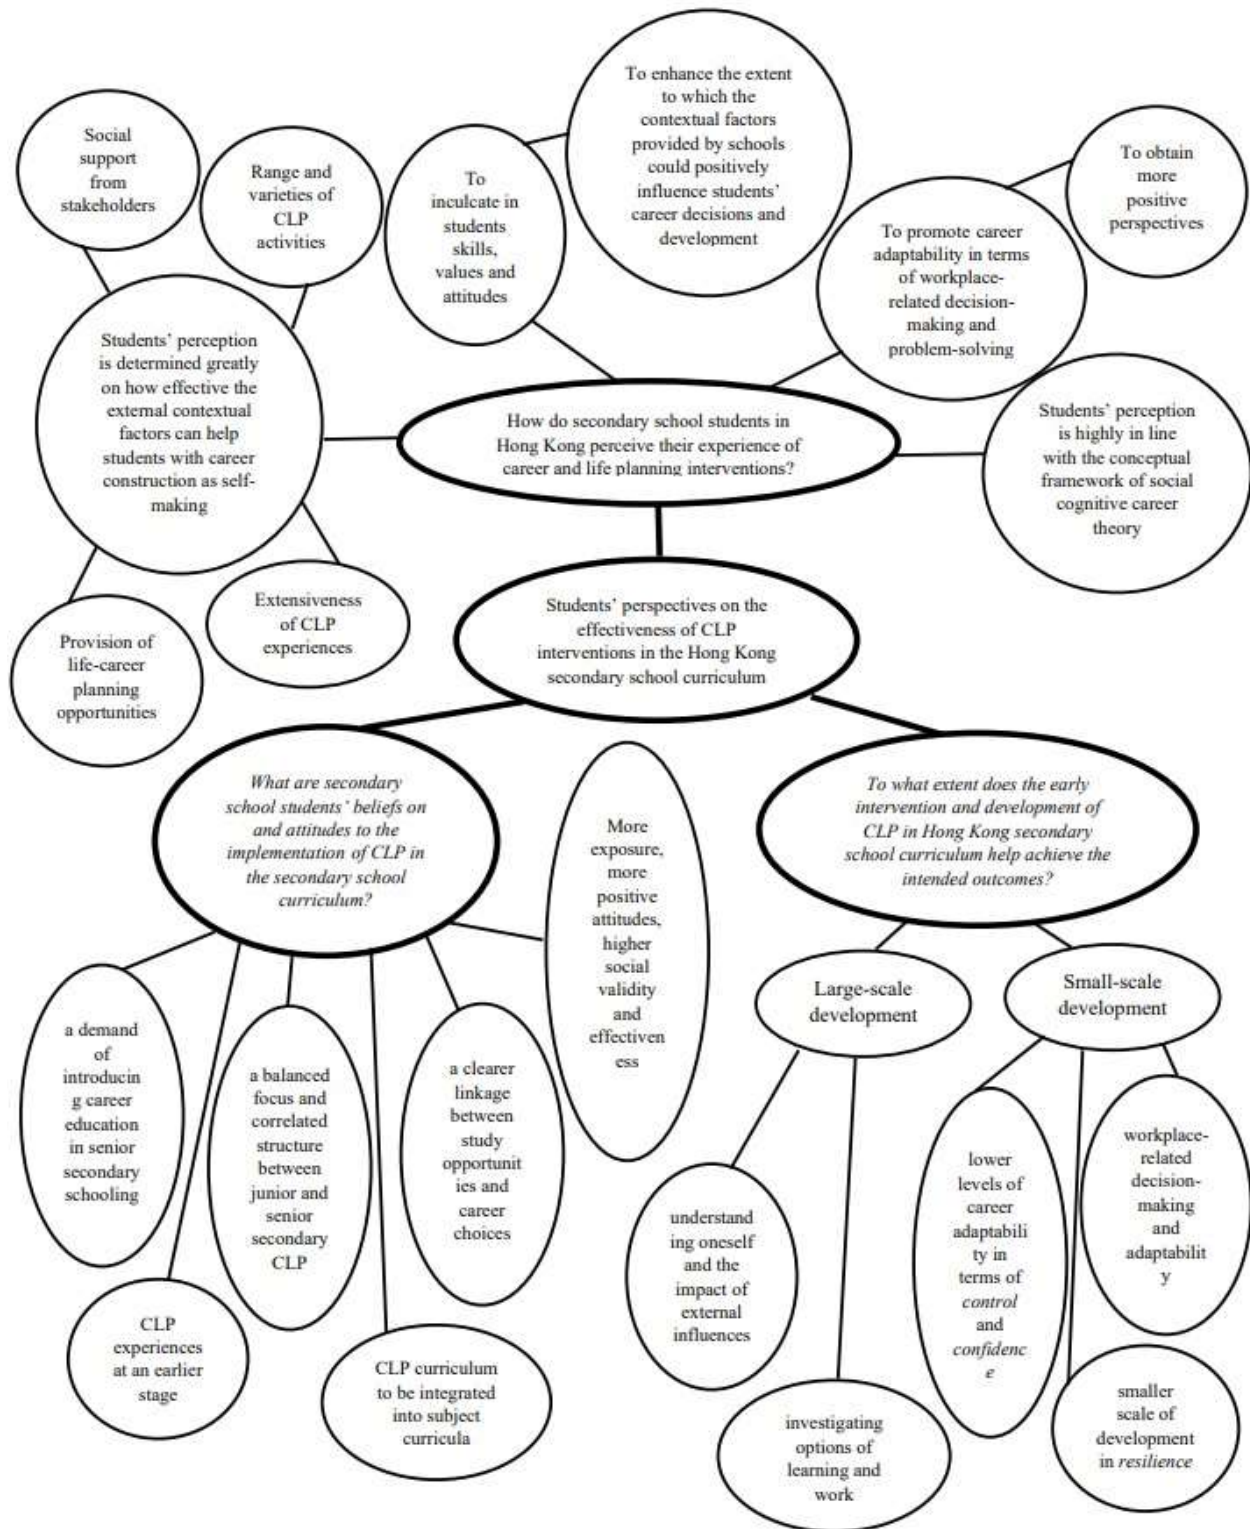 To enhance the extent
to which the
contextual factors
provided by schools
could positively
influence students'
career decisions and
development
Social
support
from
stakeholders
Range and
varieties of
CLP
activities
To
inculcate in
students
skills,
values and
attitudes
To obtain
more
positive
perspectives
To promote career
adaptability in terms
of workplace-
related decision-
making and
problem-solving
Students' perception
is determined greatly
on how effective the
external contextual
factors can help
students with career
construction as self-
making
How do secondary school students in
Hong Kong perceive their experience of
career and life planning interventions?
Students' perception
is highly in line
with the conceptual
framework of social
cognitive career
theory
Extensiveness
of CLP
experiences
Provision of
life-career
planning
opportunities
Students' perspectives on the
effectiveness of CLP
interventions in the Hong Kong
secondary school curriculum
What are secondary
school students' beliefs on
and attitudes to the
implementation of CLP in
the secondary school
curriculum?
More
exposure,
more
positive
attitudes,
higher
social
validity
and
effectiven
ess
To what extent does the early
intervention and development of
CLP in Hong Kong secondary
school curriculum help achieve the
intended outcomes?
Large-scale
development
Small-scale
development
a demand
of
introducin
g career
education
in senior
secondary
schooling
a balanced
focus and
correlated
structure
between
junior and
senior
secondary
CLP
a clearer
linkage
between
study
opportunit
ies and
career
choices
understand
ing oneself
and the
impact of
external
influences
lower
levels of
career
adaptabili
ty in
terms of
control
and
confidenc
e
workplace-
related
decision-
making
and
adaptabilit
y
CLP
experiences
at an earlier
stage
CLP curriculum
to be integrated
into subject
curricula
investigating
options of
learning and
work
smaller
scale of
development
in resilience